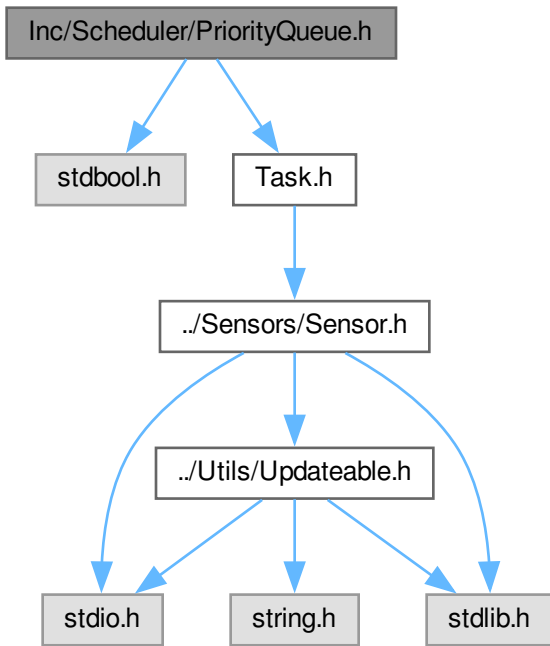 Inc/Scheduler/PriorityQueue.h
stdbool.h
Task.h
../Sensors/Sensor.h
../Utils/Updateable.h
stdio.h
string.h
stdlib.h